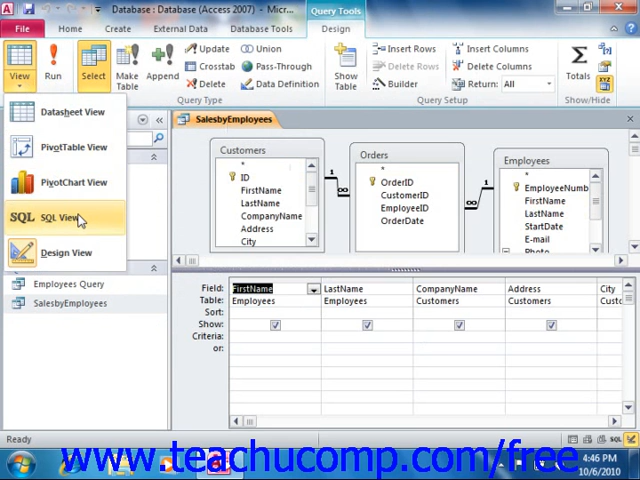 Database : Database (Access 2007) - Micr...
Query Tools
File
Home
Create
External Data
Database Tools
Design
View
Run
Select
Make Table
Append
Update
Crosstab
Delete
Union
Pass-Through
Data Definition
Show Table
Insert Rows
Delete Rows
Builder
Insert Columns
Delete Columns
Return: All
Totals
Query Type
Query Setup
Show/Hide
Datasheet View
PivotTable View
PivotChart View
SQL SQL View
Design View
Employees Query
SalesbyEmployees
SalesbyEmployees
Customers
*
ID
FirstName
LastName
CompanyName
Address
City
1
∞
Orders
*
OrderID
CustomerID
EmployeeID
OrderDate
1
∞
Employees
*
EmployeeNumb
FirstName
LastName
StartDate
E-mail
Photo
Field: FirstName LastName CompanyName Address City
Table: Employees Employees Customers Customers Custo
Sort:
Show:
Criteria:
or:
Ready
SQL
www.teachucomp.com/free
4:46 PM
10/6/2010